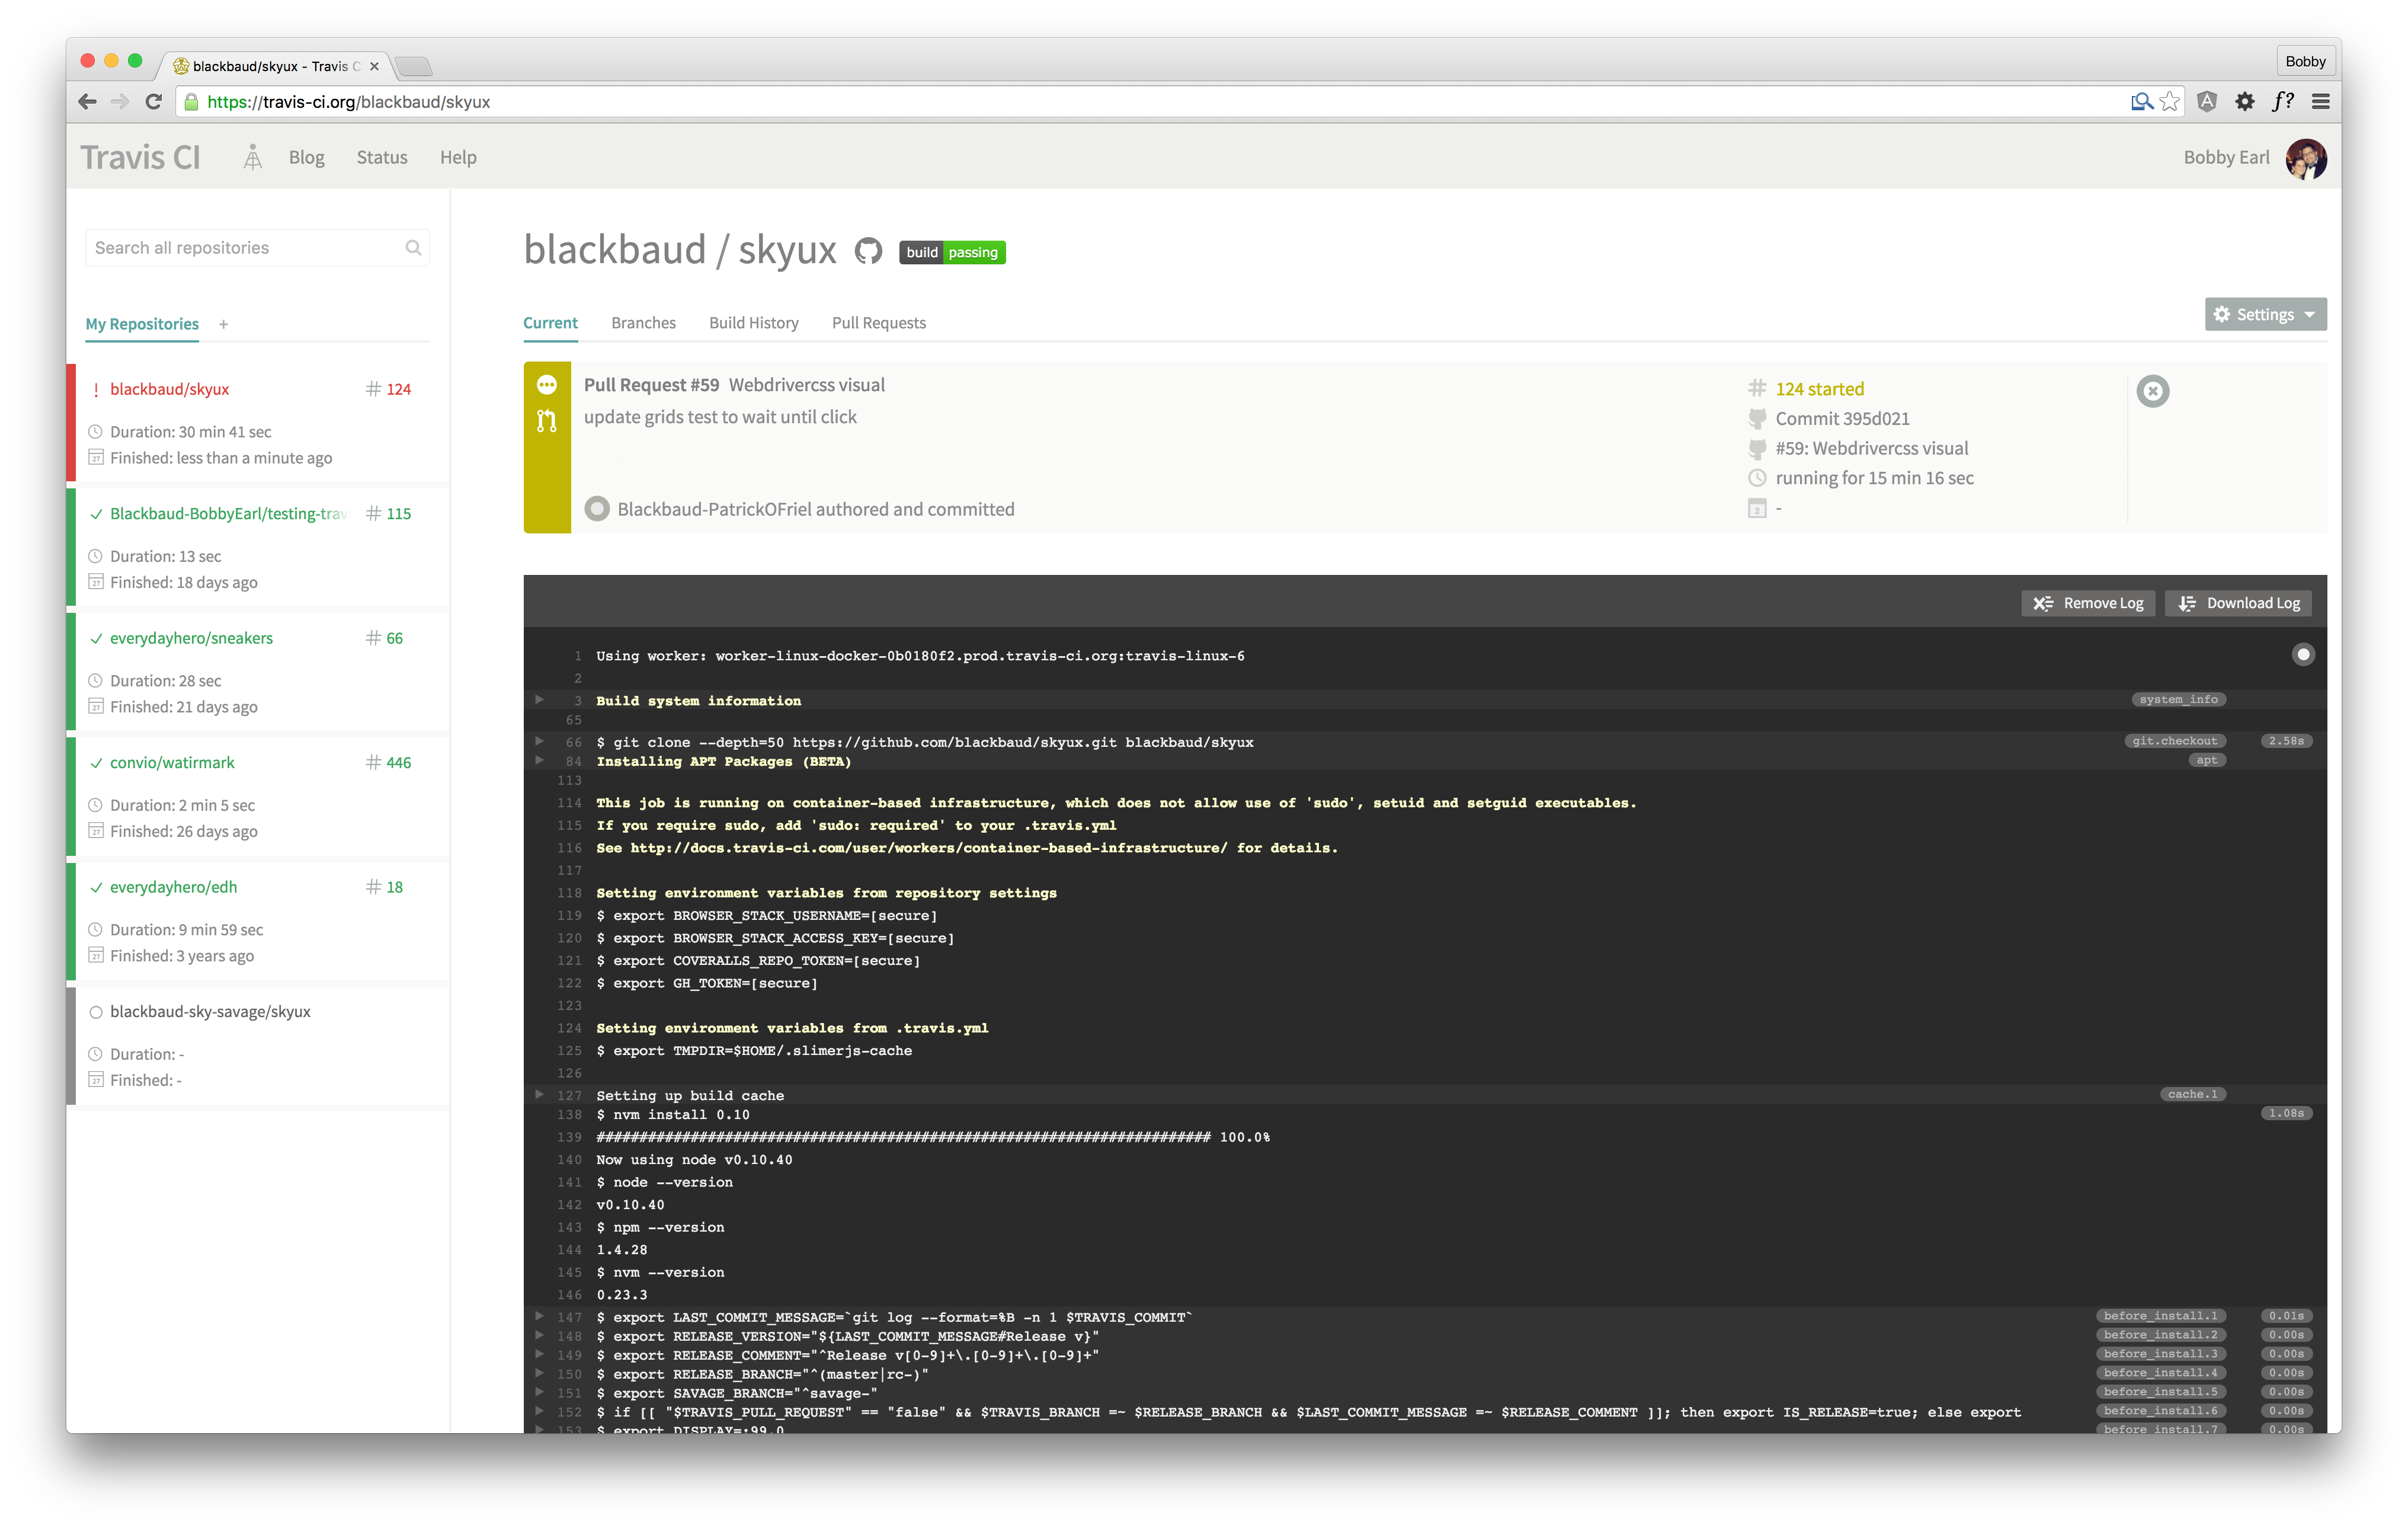 blackbaud/skyux - Travis C
Bobby
https://travis-ci.org/blackbaud/skyux
f?
Travis CI
Blog
Status
Help
Bobby Earl
Search all repositories
My Repositories +
! blackbaud/skyux # 124
Duration: 30 min 41 sec
Finished: less than a minute ago
Blackbaud-BobbyEarl/testing-trav # 115
Duration: 13 sec
Finished: 18 days ago
everydayhero/sneakers # 66
Duration: 28 sec
Finished: 21 days ago
convio/watirmark # 446
Duration: 2 min 5 sec
Finished: 26 days ago
everydayhero/edh # 18
Duration: 9 min 59 sec
Finished: 3 years ago
blackbaud-sky-savage/skyux
Duration: -
Finished: -
blackbaud / skyux build passing
Current Branches Build History Pull Requests
Settings
Pull Request #59 Webdrivercss visual
update grids test to wait until click
Blackbaud-PatrickOFriel authored and committed
# 124 started
Commit 395d021
#59: Webdrivercss visual
running for 15 min 16 sec
-
Remove Log Download Log
1 Using worker: worker-linux-docker-0b0180f2.prod.travis-ci.org:travis-linux-6
2
3 Build system information system_info
65
66 $ git clone --depth=50 https://github.com/blackbaud/skyux.git blackbaud/skyux git.checkout 2.58s
84 Installing APT Packages (BETA) apt
113
114 This job is running on container-based infrastructure, which does not allow use of 'sudo', setuid and setguid executables.
115 If you require sudo, add 'sudo: required' to your .travis.yml
116 See http://docs.travis-ci.com/user/workers/container-based-infrastructure/ for details.
117
118 Setting environment variables from repository settings
119 $ export BROWSER_STACK_USERNAME=[secure]
120 $ export BROWSER_STACK_ACCESS_KEY=[secure]
121 $ export COVERALLS_REPO_TOKEN=[secure]
122 $ export GH_TOKEN=[secure]
123
124 Setting environment variables from .travis.yml
125 $ export TMPDIR=$HOME/.slimerjs-cache
126
127 Setting up build cache cache.1
138 $ nvm install 0.10 1.08s
139 ######################################################################## 100.0%
140 Now using node v0.10.40
141 $ node --version
142 v0.10.40
143 $ npm --version
144 1.4.28
145 $ nvm --version
146 0.23.3
147 $ export LAST_COMMIT_MESSAGE=`git log --format=%B -n 1 $TRAVIS_COMMIT` before_install.1 0.01s
148 $ export RELEASE_VERSION="${LAST_COMMIT_MESSAGE#Release v}" before_install.2 0.00s
149 $ export RELEASE_COMMENT="^Release v[0-9]+\.[0-9]+\.[0-9]+" before_install.3 0.00s
150 $ export RELEASE_BRANCH="^(master|rc-)" before_install.4 0.00s
151 $ export SAVAGE_BRANCH="^savage-" before_install.5 0.00s
152 $ if [[ "$TRAVIS_PULL_REQUEST" == "false" && $TRAVIS_BRANCH =~ $RELEASE_BRANCH && $LAST_COMMIT_MESSAGE =~ $RELEASE_COMMENT ]]; then export IS_RELEASE=true; else export before_install.6 0.00s
153 $ export DISPLAY=:99.0 before_install.7 0.00s